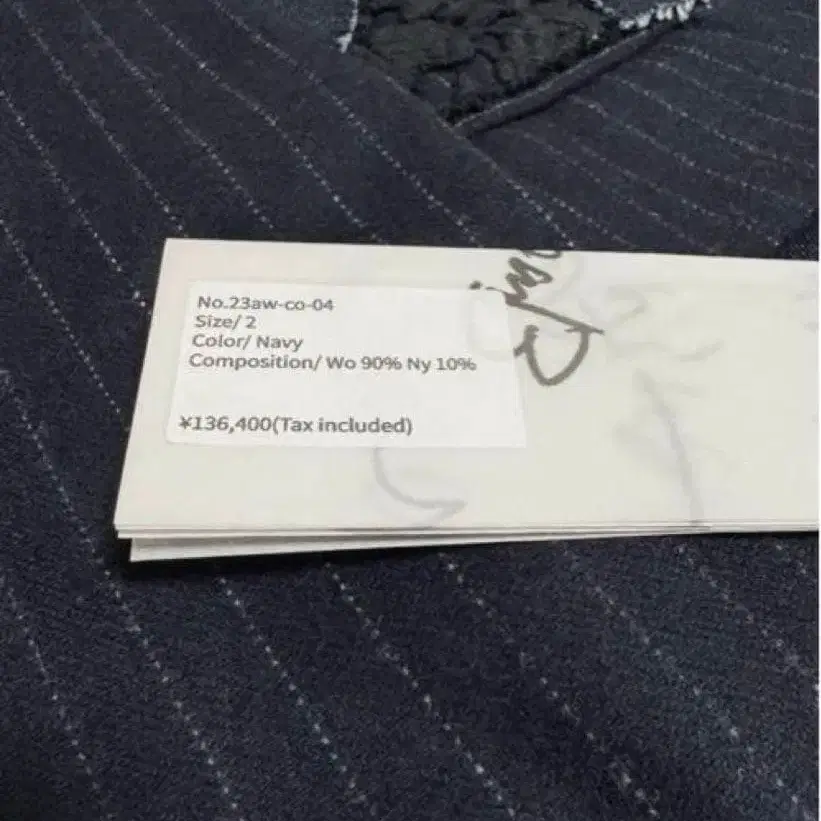 No.23aw-co-04
Size/ 2
Color/ Navy
Composition/ Wo 90% Ny 10%
¥136,400(Tax included)